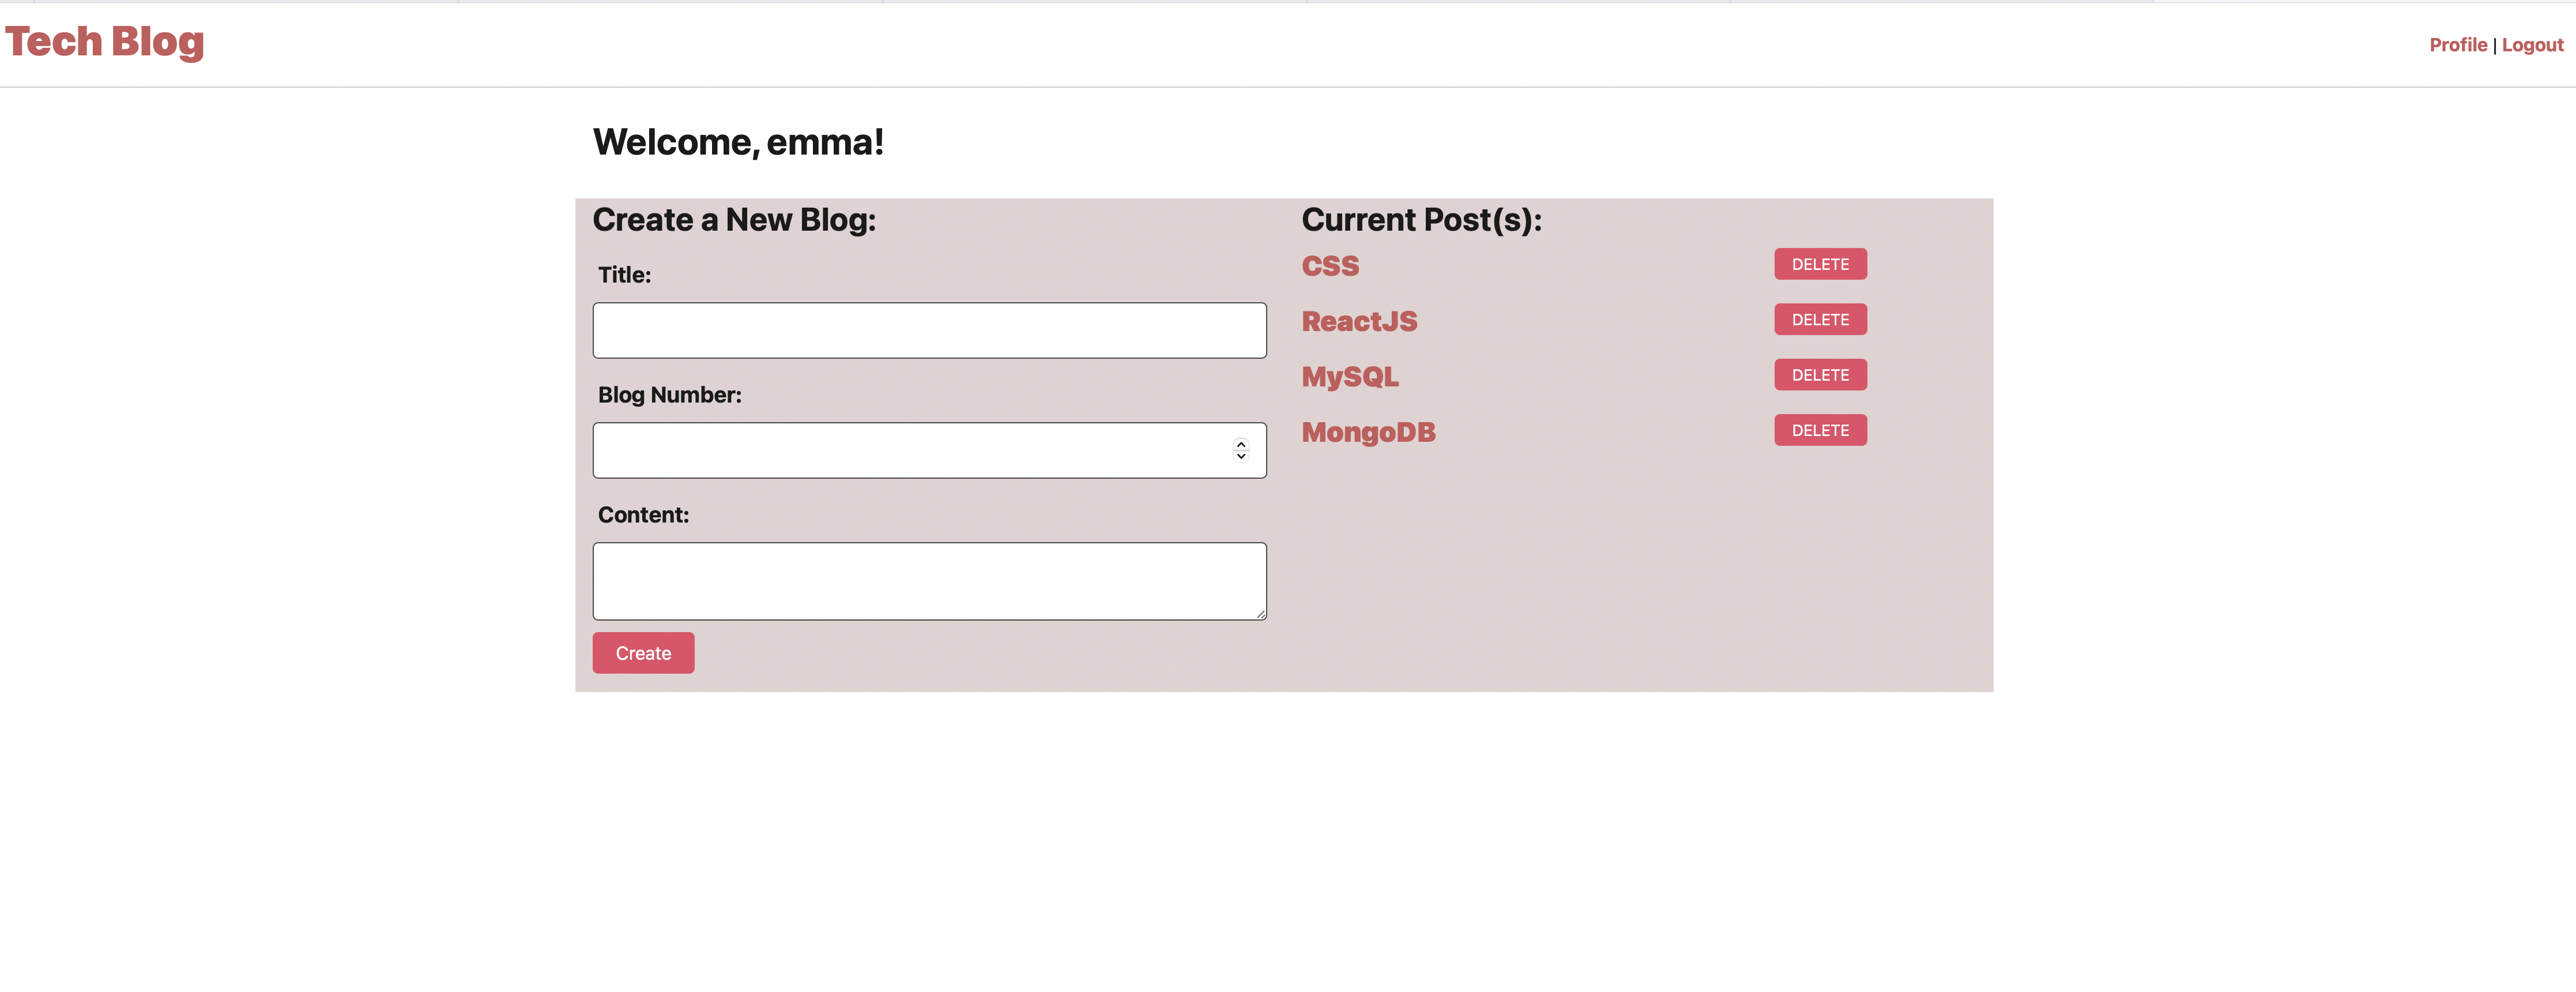 Tech Blog
Profile | Logout
Welcome, emma!
Create a New Blog:
Title:
Blog Number:
Content:
Create
Current Post(s):
CSS DELETE
ReactJS DELETE
MySQL DELETE
MongoDB DELETE